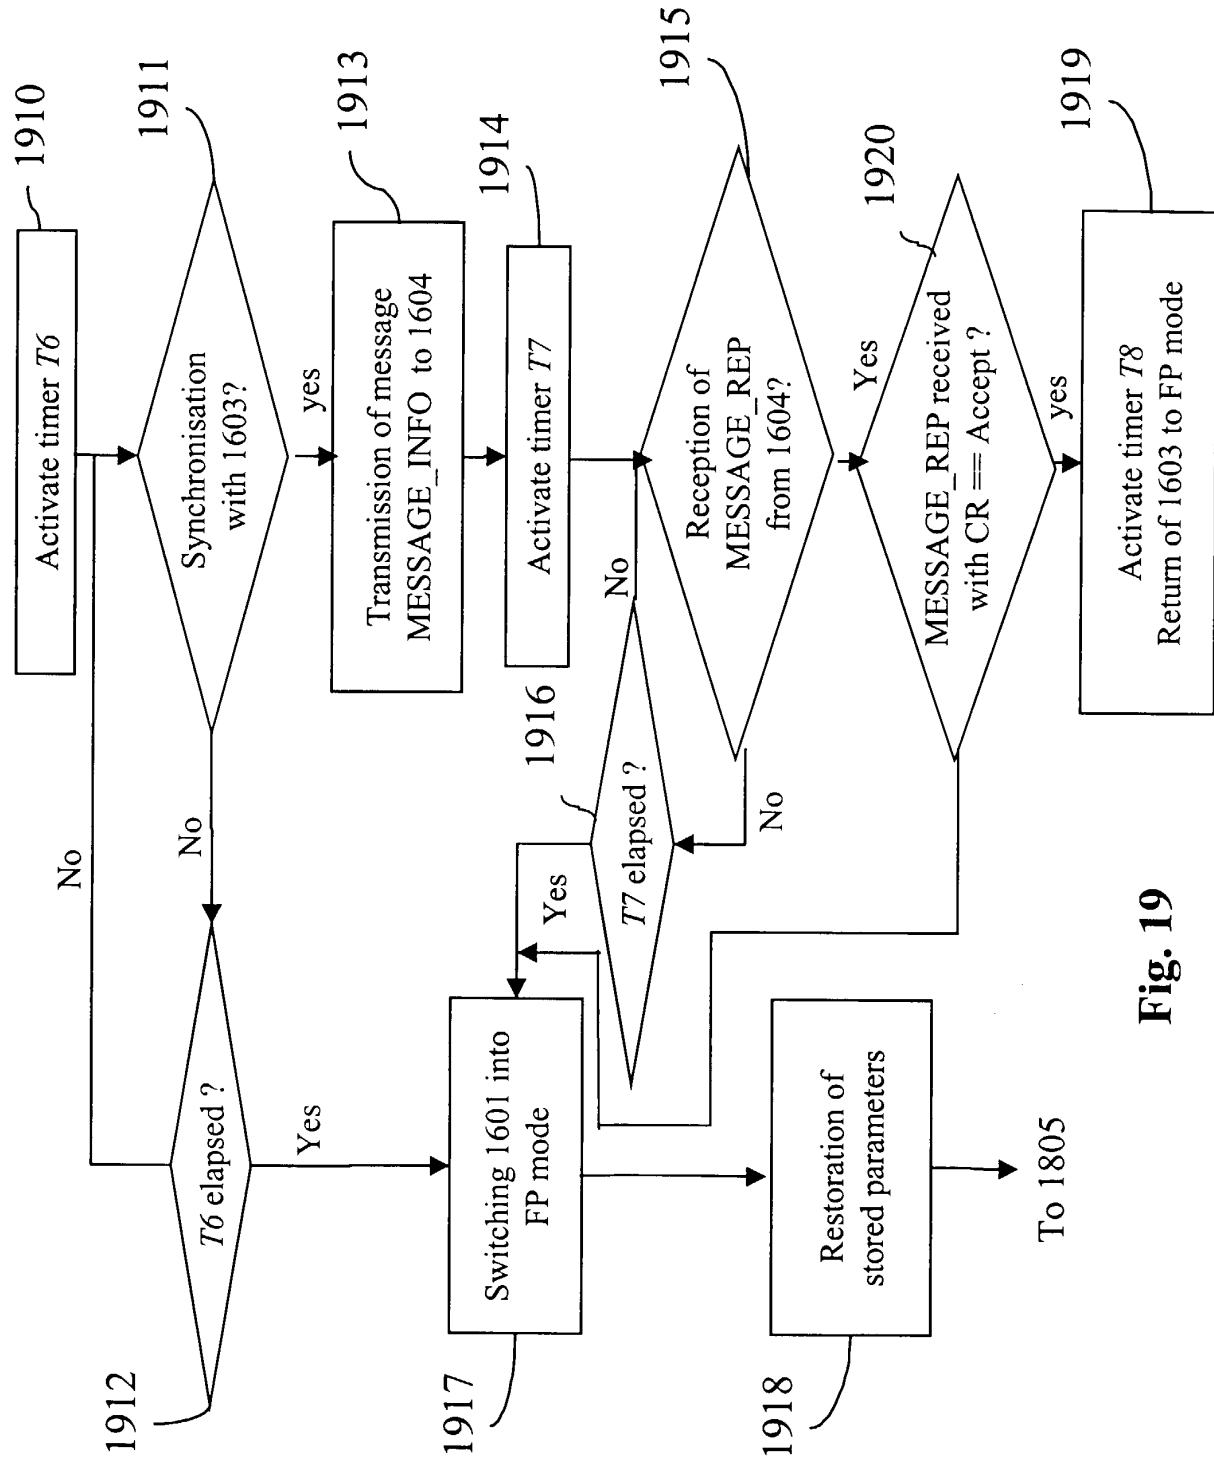 1910
Activate timer T6
1911
Synchronisation
with 1603?
No
No
yes
1912
T6 elapsed ?
Yes
1913
Transmission of message
MESSAGE_INFO to 1604
1914
Activate timer T7
1915
Reception of
MESSAGE_REP
from 1604?
No
No
Yes
1916
T7 elapsed ?
Yes
1917
Switching 1601 into
FP mode
1918
Restoration of
stored parameters
To 1805
1920
MESSAGE_REP received
with CR == Accept ?
yes
1919
Activate timer T8
Return of 1603 to FP mode
Fig. 19